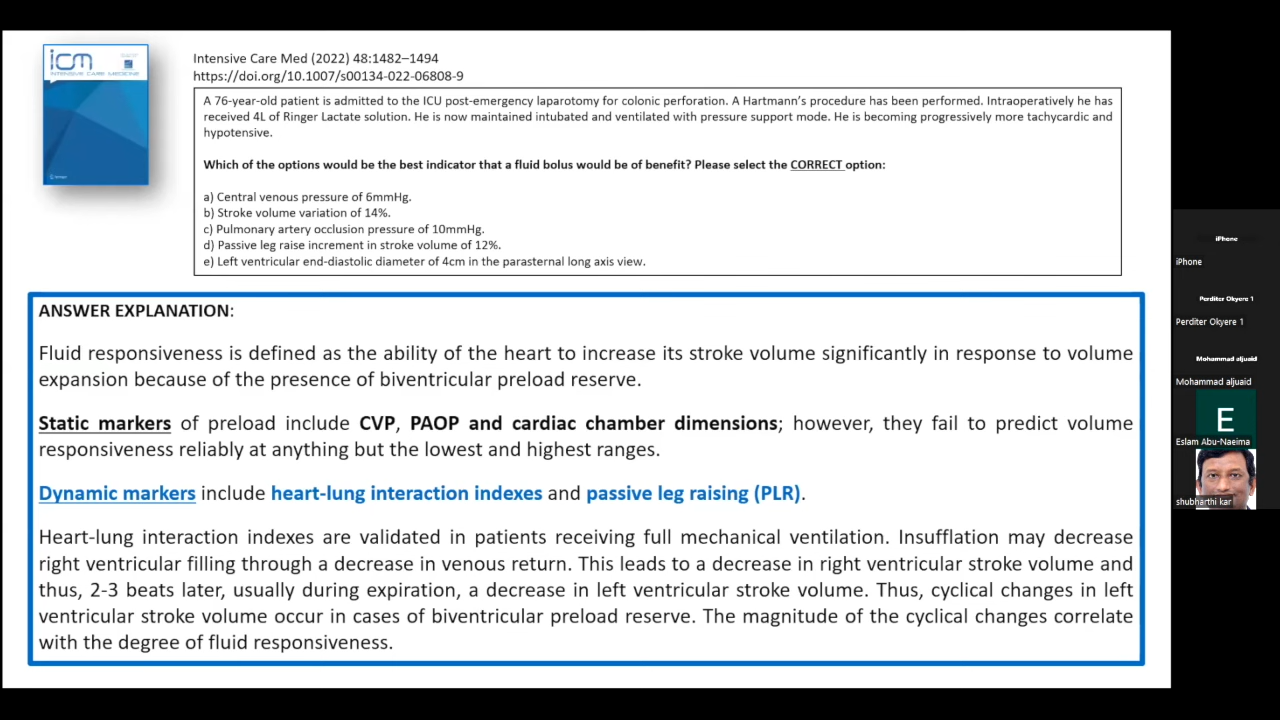 icm
INTENSIVE CARE MEDICINE
Intensive Care Med (2022) 48:1482–1494
https://doi.org/10.1007/s00134-022-06808-9
A 76-year-old patient is admitted to the ICU post-emergency laparotomy for colonic perforation. A Hartmann's procedure has been performed. Intraoperatively he has
received 4L of Ringer Lactate solution. He is now maintained intubated and ventilated with pressure support mode. He is becoming progressively more tachycardic and
hypotensive.
Which of the options would be the best indicator that a fluid bolus would be of benefit? Please select the CORRECT option:
a) Central venous pressure of 6mmHg.
b) Stroke volume variation of 14%.
c) Pulmonary artery occlusion pressure of 10mmHg.
d) Passive leg raise increment in stroke volume of 12%.
e) Left ventricular end-diastolic diameter of 4cm in the parasternal long axis view.
ANSWER EXPLANATION:
Fluid responsiveness is defined as the ability of the heart to increase its stroke volume significantly in response to volume
expansion because of the presence of biventricular preload reserve.
Static markers of preload include CVP, PAOP and cardiac chamber dimensions; however, they fail to predict volume
responsiveness reliably at anything but the lowest and highest ranges.
Dynamic markers include heart-lung interaction indexes and passive leg raising (PLR).
Heart-lung interaction indexes are validated in patients receiving full mechanical ventilation. Insufflation may decrease
right ventricular filling through a decrease in venous return. This leads to a decrease in right ventricular stroke volume and
thus, 2-3 beats later, usually during expiration, a decrease in left ventricular stroke volume. Thus, cyclical changes in left
ventricular stroke volume occur in cases of biventricular preload reserve. The magnitude of the cyclical changes correlate
with the degree of fluid responsiveness.
iPhone
iPhone
Perditer Okyere 1
Perditer Okyere 1
Mohammad aljuaid
Mohammad aljuaid
E
Eslam Abu-Naeima
shubharthi kar